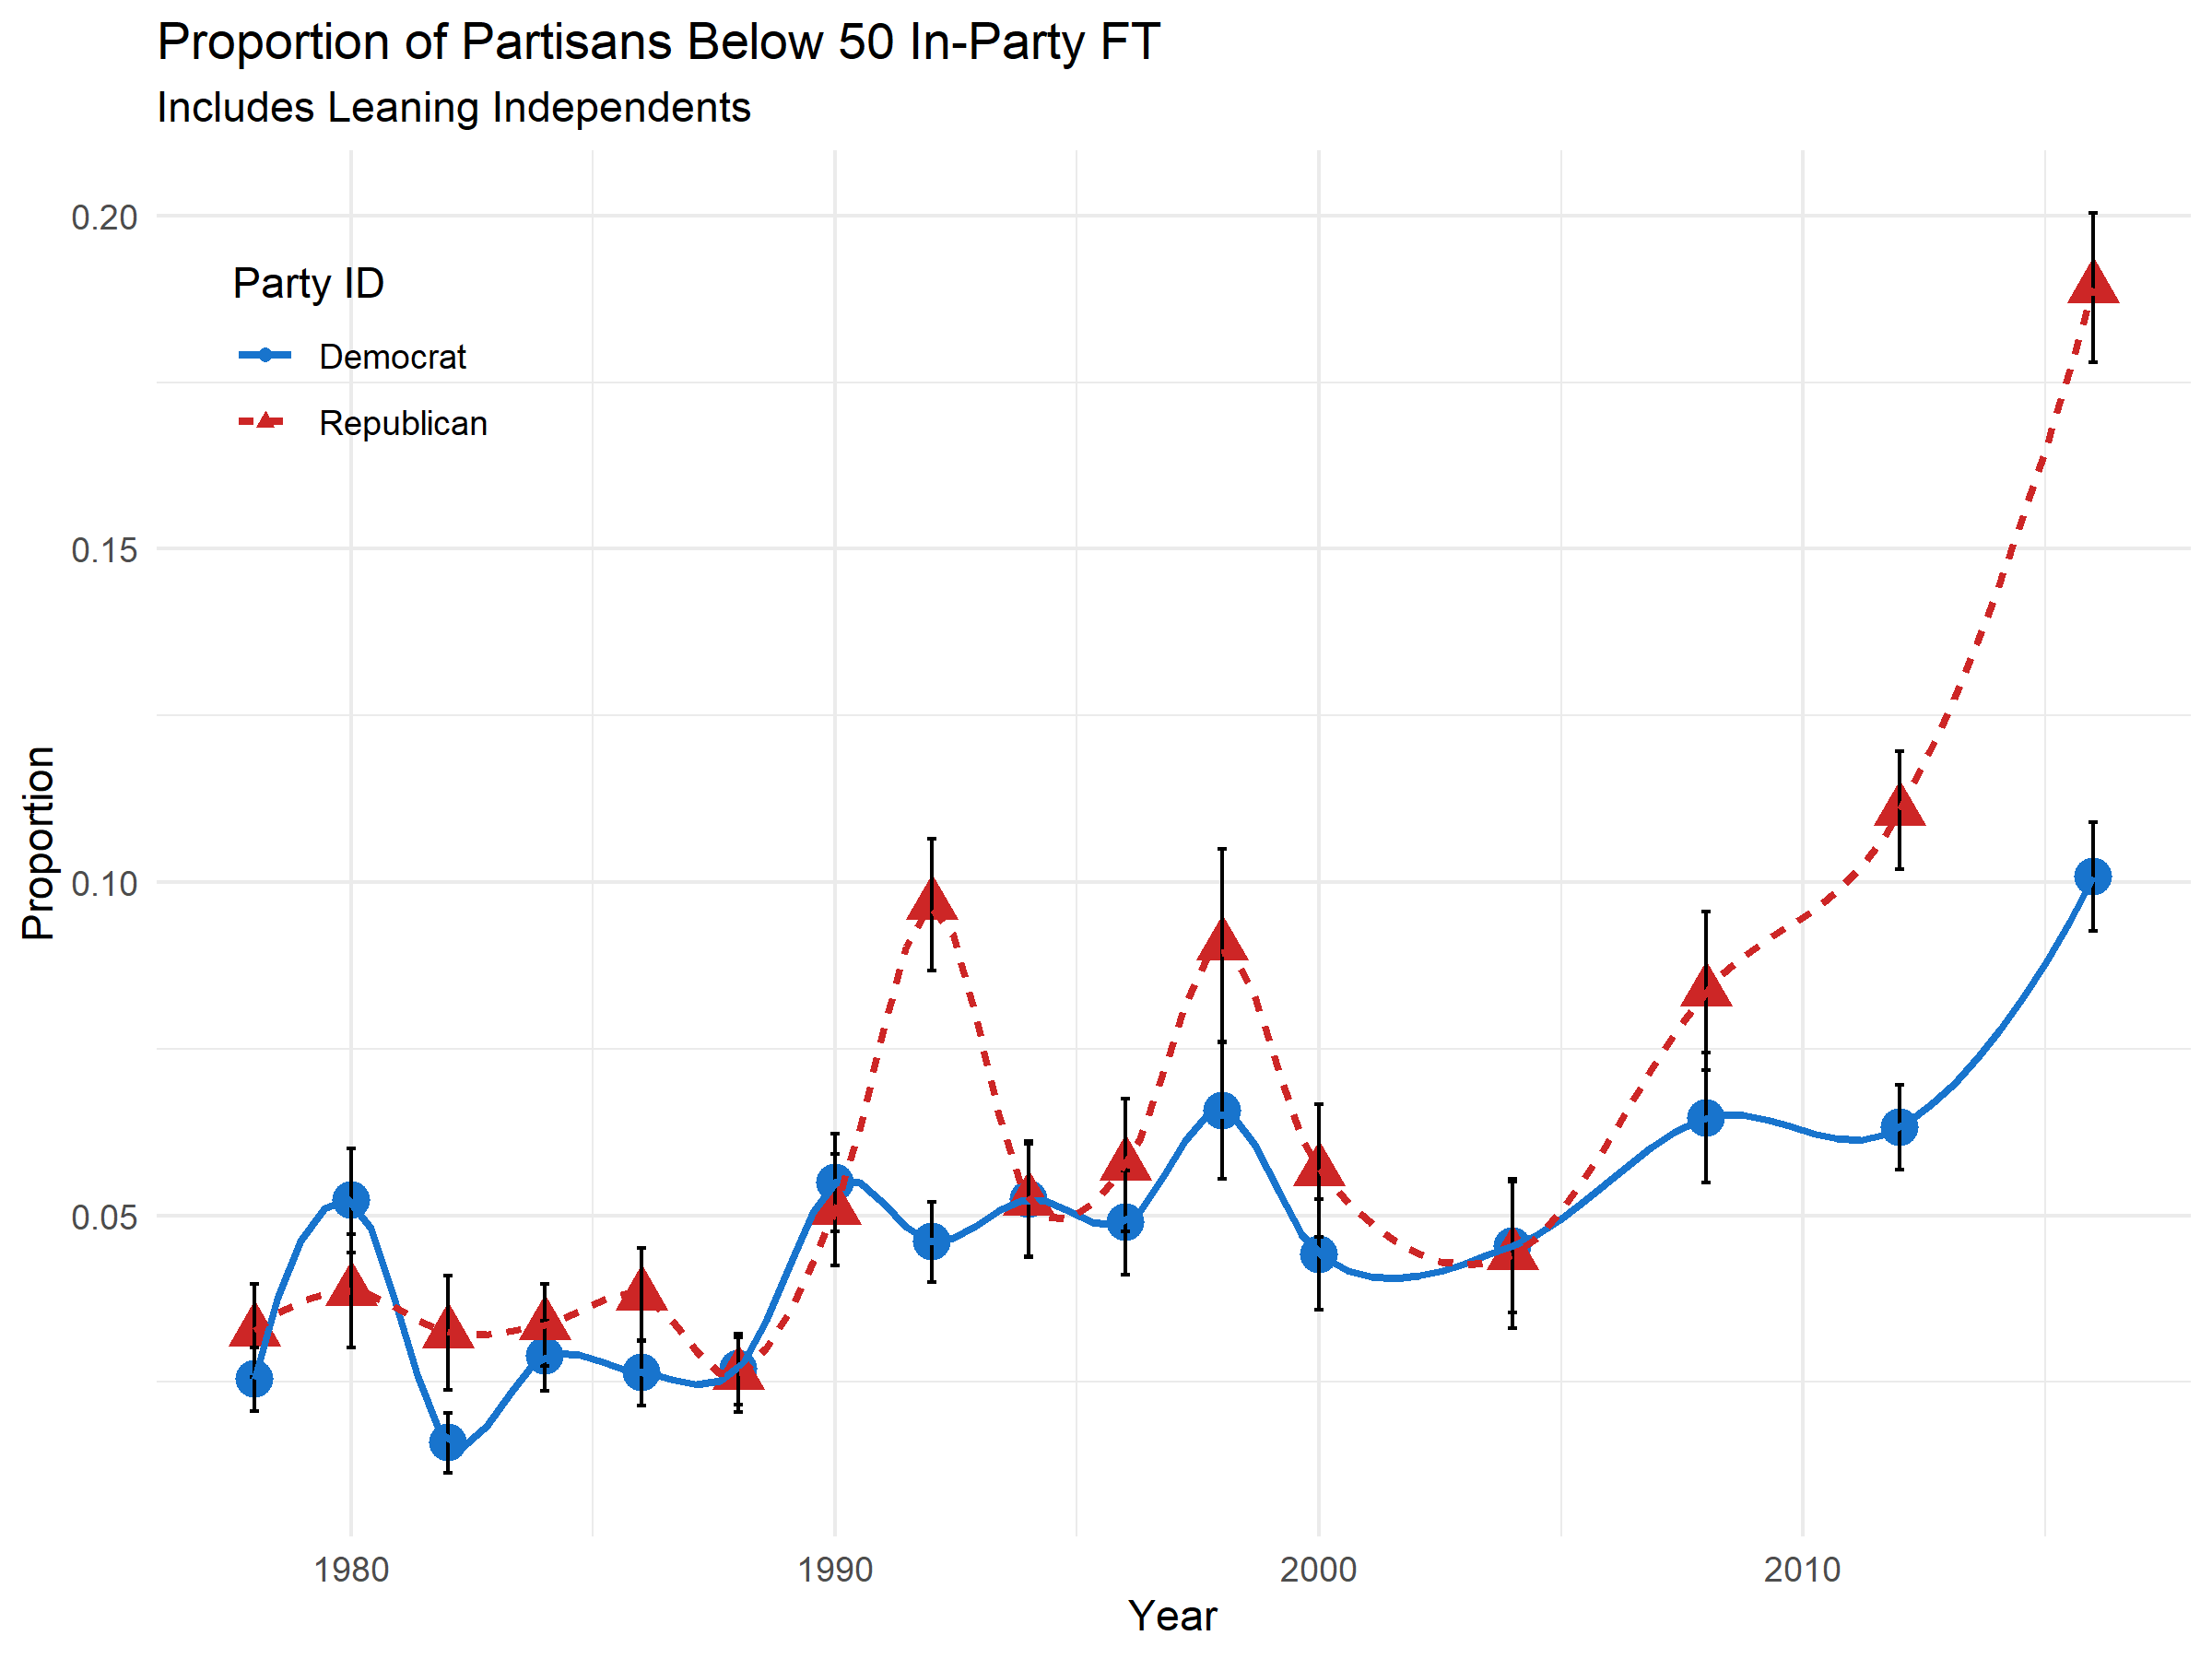 Proportion of Partisans Below 50 In-Party FT
Includes Leaning Independents
0.20
0.15
0.10
0.05
Proportion
Party ID
Democrat
Republican
1980
1990
2000
2010
Year